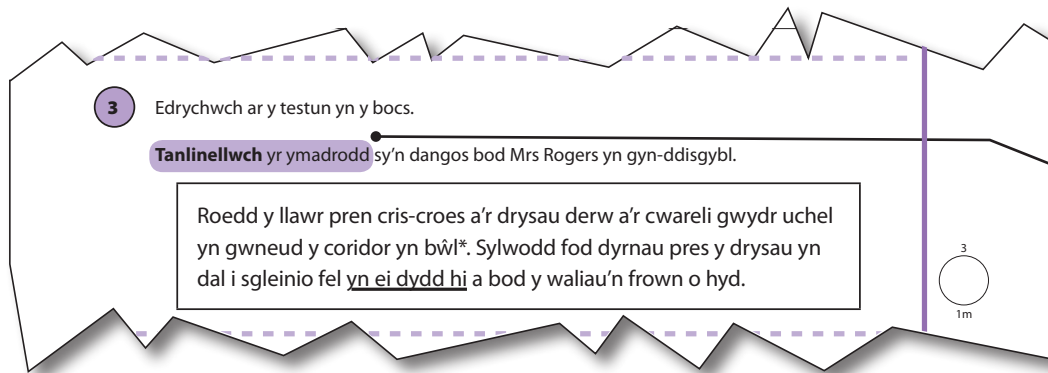 3 Edrychwch ar y testun yn y bocs.
Tanlinellwch yr ymadrodd sy'n dangos bod Mrs Rogers yn gyn-ddisgybl.
Roedd y llawr pren cris-croes a'r drysau derw a'r cwareli gwydr uchel
yn gwneud y coridor yn bŵl*. Sylwodd fod dyrnau pres y drysau yn
dal i sgleinio fel yn ei dydd hi a bod y waliau'n frown o hyd.
3
1m